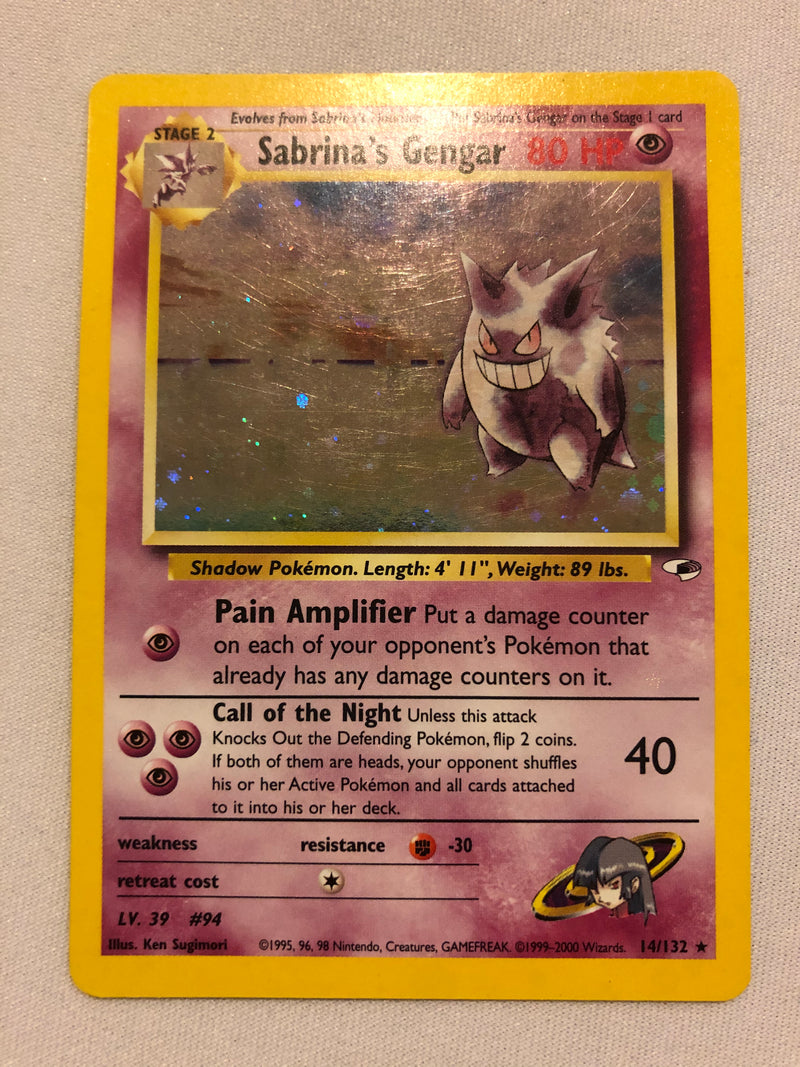 Evolves from Sabrina's Haunter Put Sabrina's Gengar on the Stage 1 card
STAGE 2
Sabrina's Gengar 80 HP
Shadow Pokémon. Length: 4' 11", Weight: 89 lbs.
Pain Amplifier Put a damage counter
on each of your opponent's Pokémon that
already has any damage counters on it.
Call of the Night Unless this attack
Knocks Out the Defending Pokémon, flip 2 coins.
If both of them are heads, your opponent shuffles
his or her Active Pokémon and all cards attached
to it into his or her deck.
40
weakness
resistance -30
retreat cost
LV. 39 #94
Illus. Ken Sugimori ©1995, 96, 98 Nintendo, Creatures, GAMEFREAK. ©1999-2000 Wizards. 14/132 ★